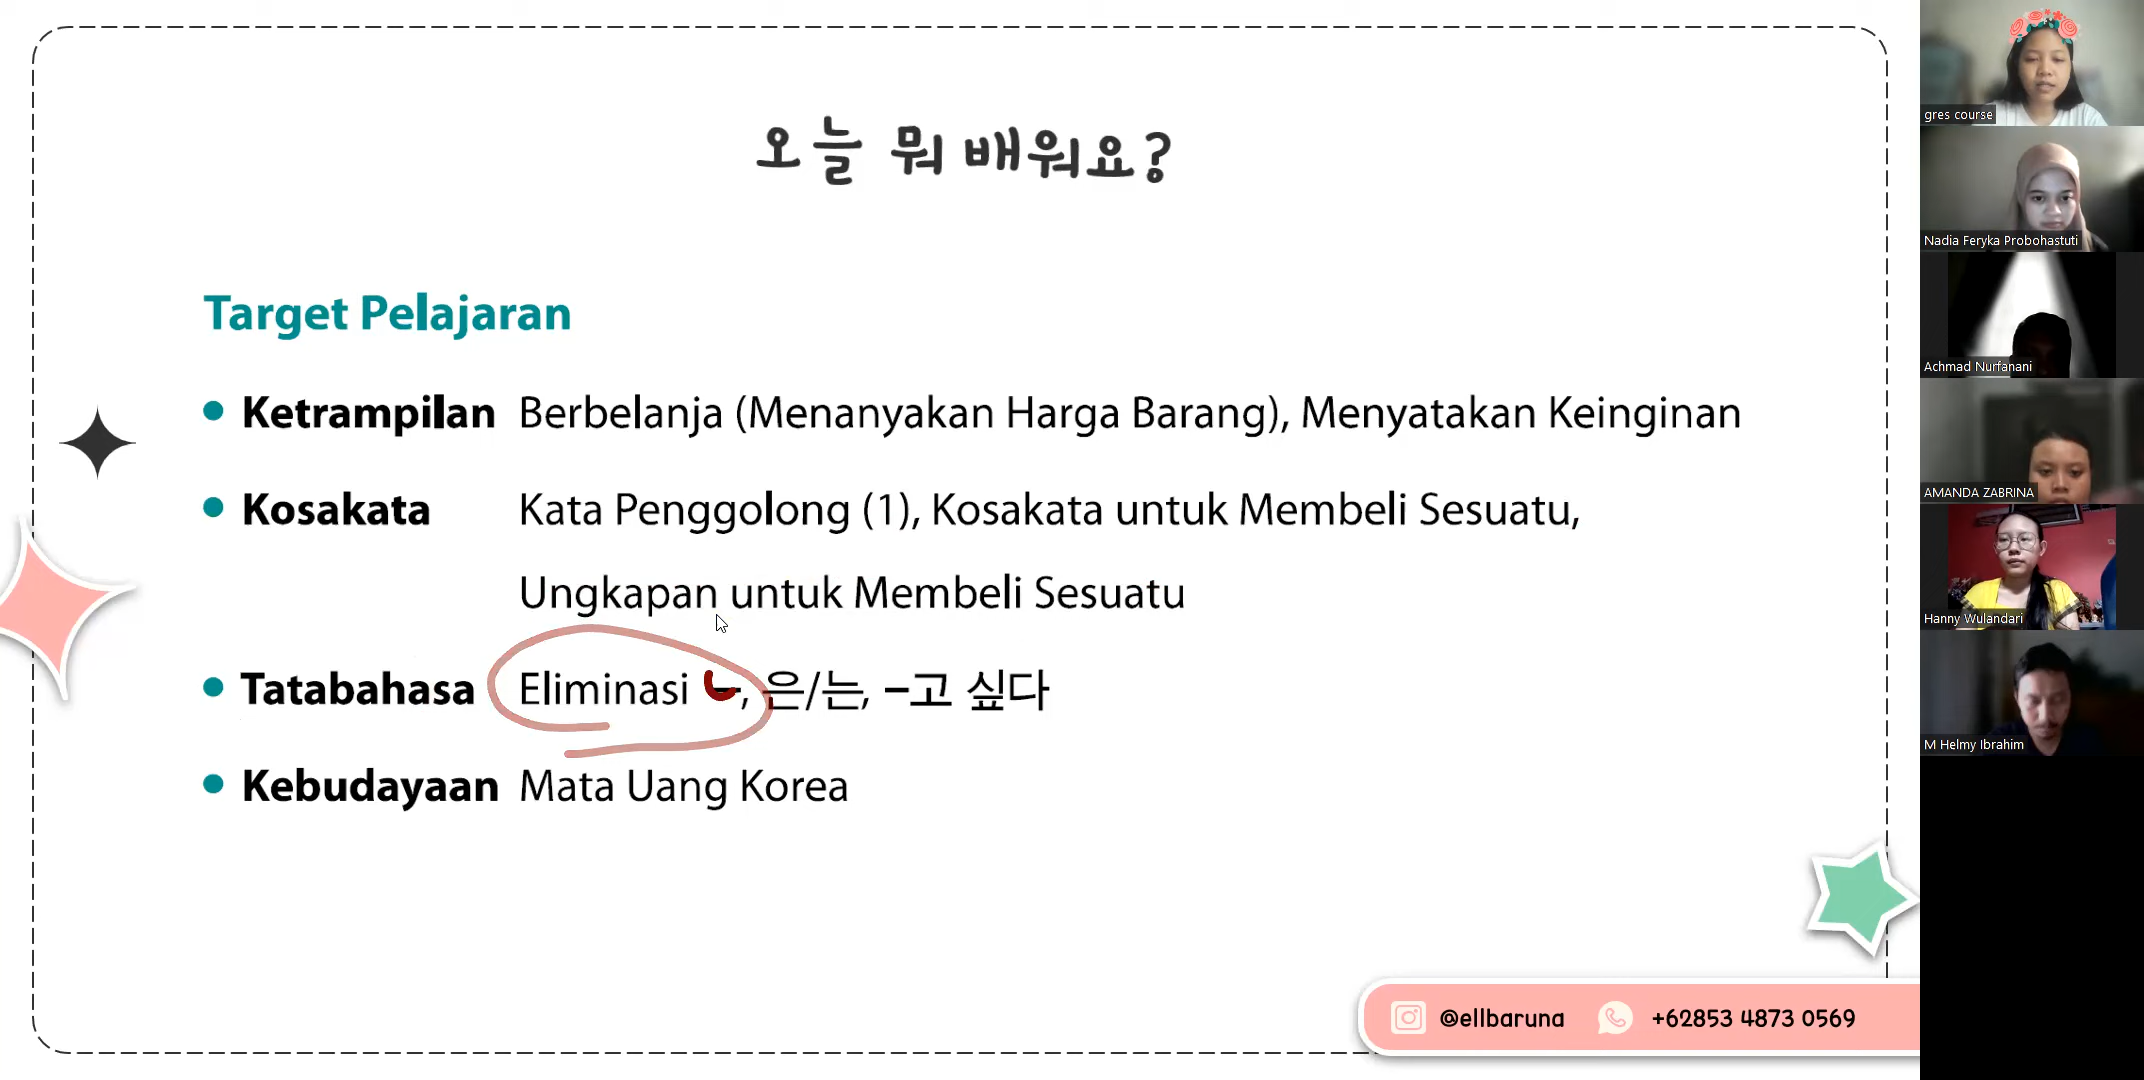 오늘 뭐 배워요?
Target Pelajaran
Ketrampilan Berbelanja (Menanyakan Harga Barang), Menyatakan Keinginan
Kosakata Kata Penggolong (1), Kosakata untuk Membeli Sesuatu,
Ungkapan untuk Membeli Sesuatu
Tatabahasa Eliminasi ㅡ, 은/는, –고 싶다
Kebudayaan Mata Uang Korea
@ellbaruna +62853 4873 0569
gres course
Nadia Feryka Probohastuti
Achmad Nurfanani
AMANDA ZABRINA
Hanny Wulandari
M Helmy Ibrahim